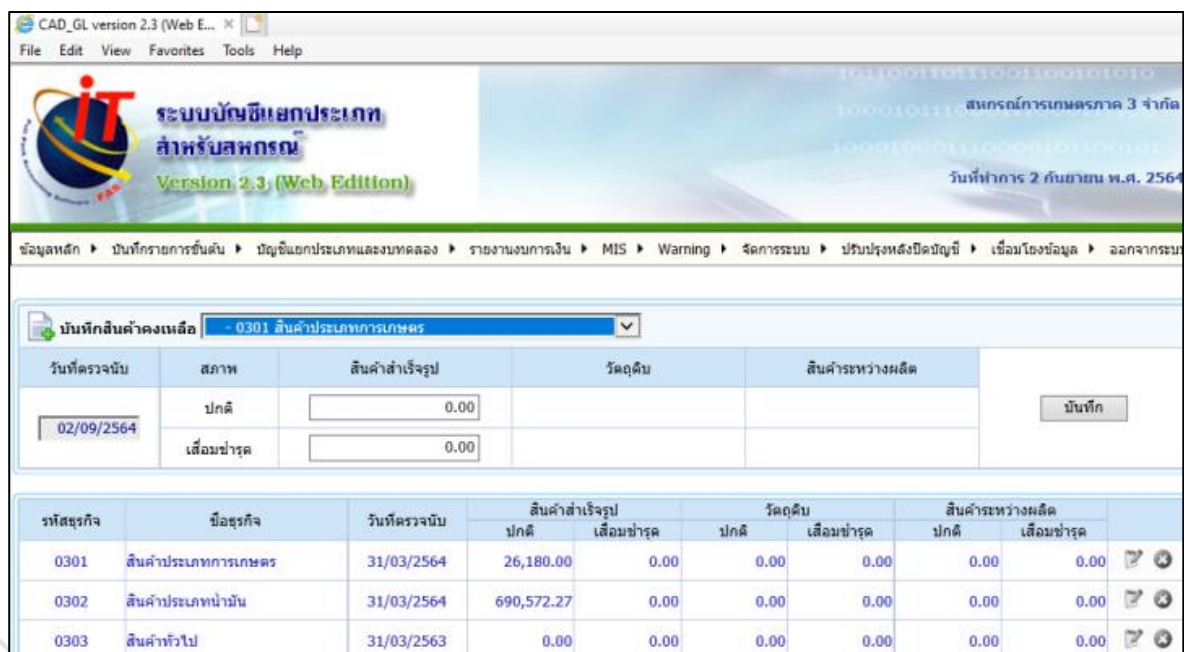 CAD_GL version 2.3 (Web E... ×
File Edit View Favorites Tools Help
iT
ระบบบัญชีแยกประเภท
สำหรับสหกรณ์
Version 2.3 (Web Edition)
สหกรณ์การเกษตรภาค 3 จำกัด
วันที่ทำการ 2 กันยายน พ.ศ. 2564
ข้อมูลหลัก บันทึกรายการขั้นต้น บัญชีแยกประเภทและงบทดลอง รายงานงบการเงิน MIS Warning จัดการระบบ ปรับปรุงหลังปิดบัญชี เชื่อมโยงข้อมูล ออกจากระบบ
บันทึกสินค้าคงเหลือ - 0301 สินค้าประเภทการเกษตร
วันที่ตรวจนับ สภาพ สินค้าสำเร็จรูป วัตถุดิบ สินค้าระหว่างผลิต
02/09/2564 ปกติ 0.00 บันทึก
เสื่อมชำรุด 0.00
รหัสธุรกิจ ชื่อธุรกิจ วันที่ตรวจนับ สินค้าสำเร็จรูป วัตถุดิบ สินค้าระหว่างผลิต
ปกติ เสื่อมชำรุด ปกติ เสื่อมชำรุด ปกติ เสื่อมชำรุด
0301 สินค้าประเภทการเกษตร 31/03/2564 26,180.00 0.00 0.00 0.00 0.00 0.00
0302 สินค้าประเภทน้ำมัน 31/03/2564 690,572.27 0.00 0.00 0.00 0.00 0.00
0303 สินค้าทั่วไป 31/03/2563 0.00 0.00 0.00 0.00 0.00 0.00